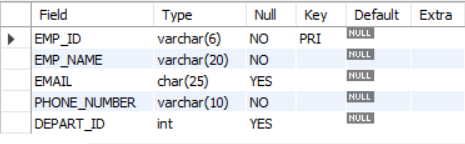 Field Type Null Key Default Extra
EMP_ID varchar(6) NO PRI NULL
EMP_NAME varchar(20) NO NULL
EMAIL char(25) YES NULL
PHONE_NUMBER varchar(10) NO NULL
DEPART_ID int YES NULL